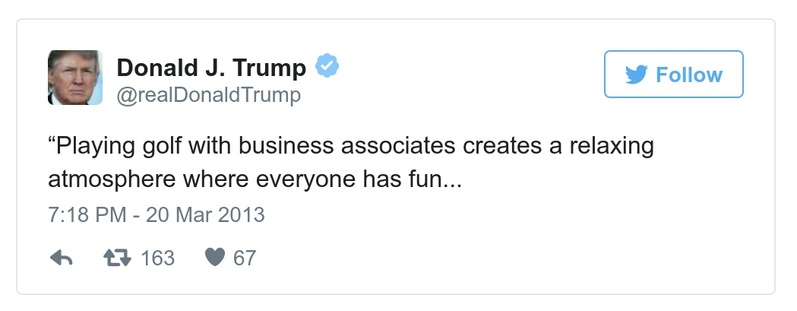 Donald J. Trump
@realDonaldTrump
Follow
“Playing golf with business associates creates a relaxing
atmosphere where everyone has fun...
7:18 PM - 20 Mar 2013
163 67